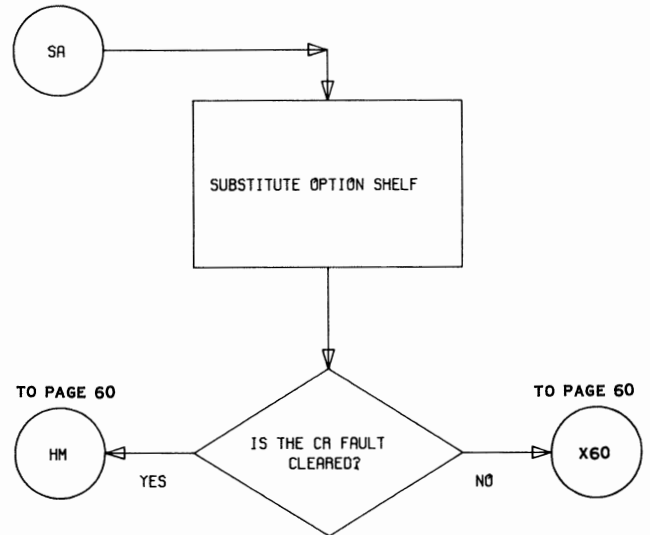 SA
SUBSTITUTE OPTION SHELF
TO PAGE 60
TO PAGE 60
HM
IS THE CR FAULT
CLEARED?
X60
YES
NO